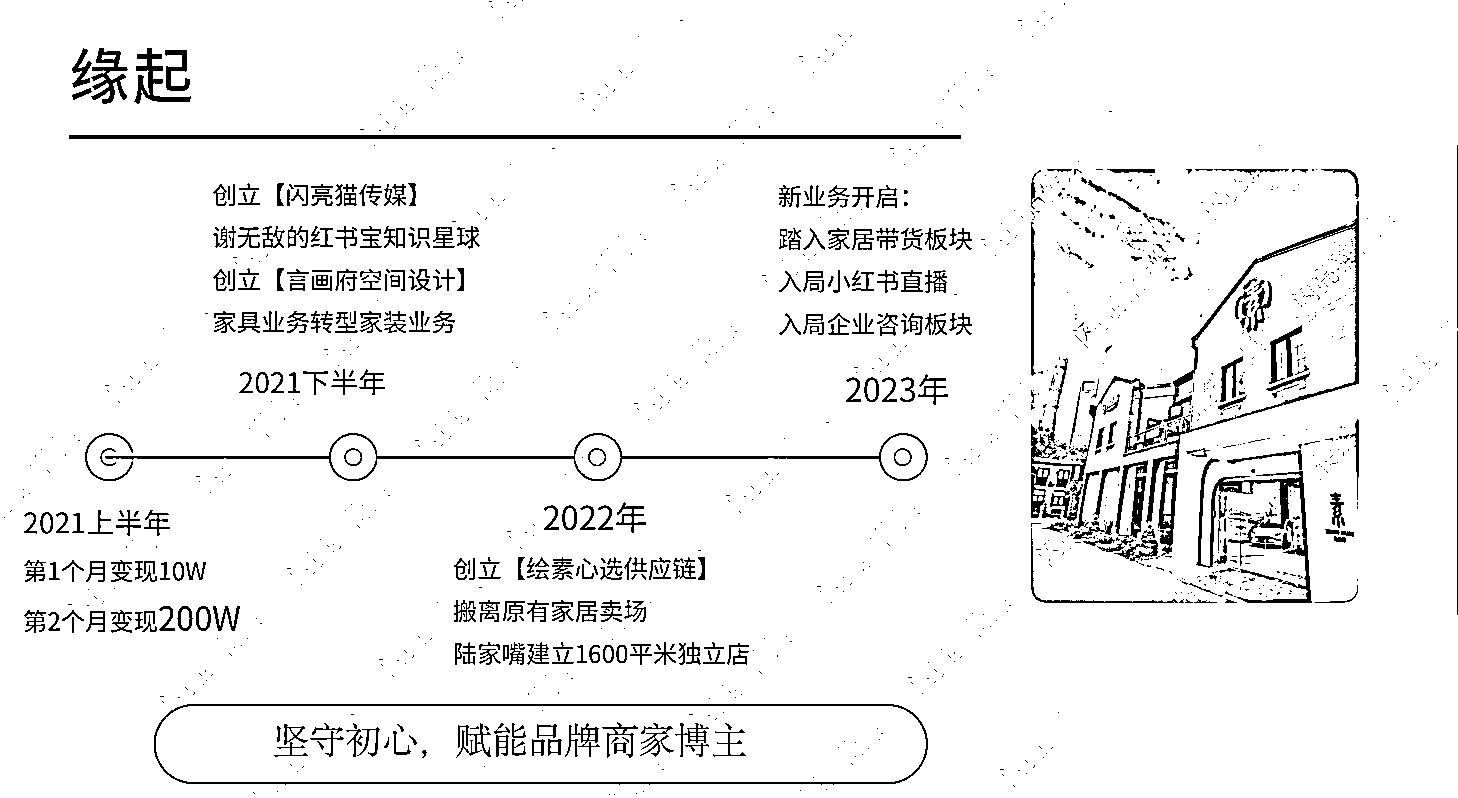 缘起
创立【闪亮猫传媒】
谢无敌的红书宝知识星球
创立【言画府空间设计】
家具业务转型家装业务
2021下半年
新业务开启：
踏入家居带货板块
入局小红书直播
入局企业咨询板块
2023年
2021上半年
第1个月变现10W
第2个月变现200W
2022年
创立【绘素心选供应链】
搬离原有家居卖场
陆家嘴建立1600平米独立店
素
坚守初心，赋能品牌商家博主